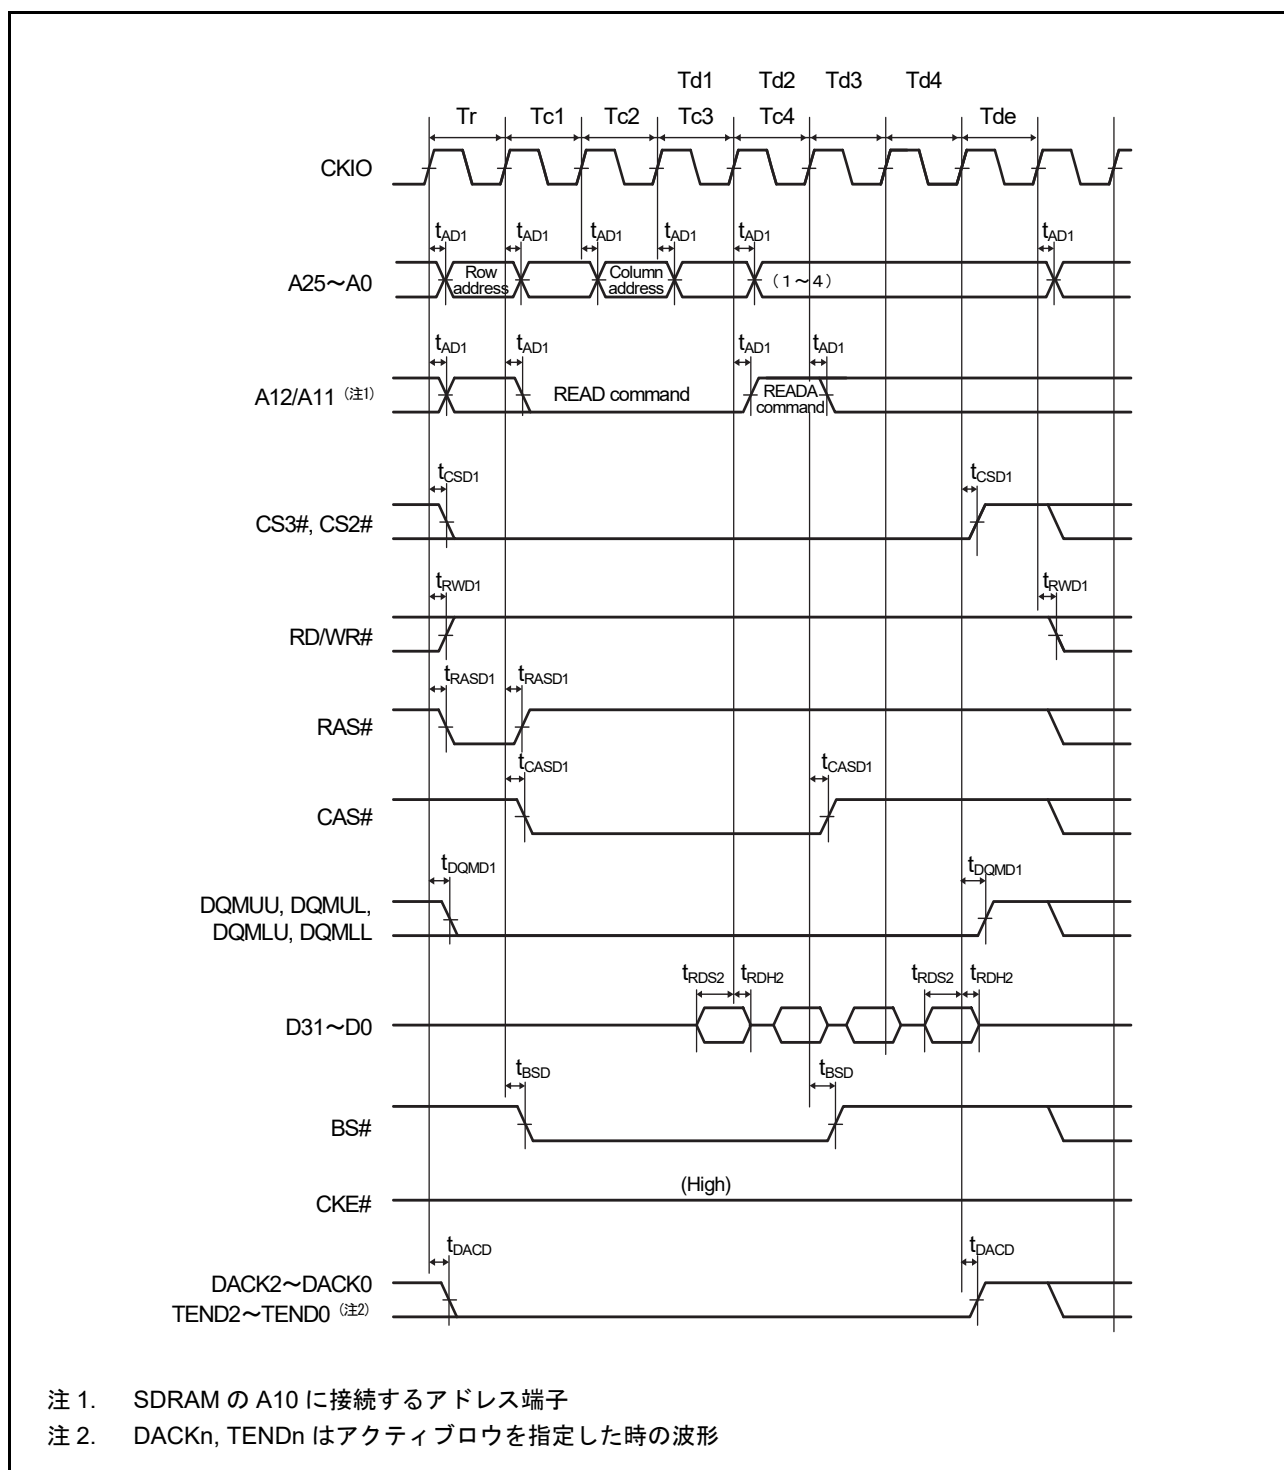 Td1 Td2 Td3 Td4
Tr Tc1 Tc2 Tc3 Tc4 Tde
CKIO
tAD1 tAD1 tAD1 tAD1 tAD1 tAD1
A25～A0 Row address Column address (1～4)
tAD1 tAD1 tAD1 tAD1
A12/A11 (注1) READ command READA command
tCSD1 tCSD1
CS3#, CS2#
tRWD1 tRWD1
RD/WR#
tRASD1 tRASD1
RAS#
tCASD1 tCASD1
CAS#
tDQMD1 tDQMD1
DQMUU, DQMUL,
DQMLU, DQMLL
tRDS2 tRDH2 tRDS2 tRDH2
D31～D0
tBSD tBSD
BS#
(High)
CKE#
tDACD tDACD
DACK2～DACK0
TEND2～TEND0 (注2)
注 1. SDRAM の A10 に接続するアドレス端子
注 2. DACKn, TENDn はアクティブロウを指定した時の波形